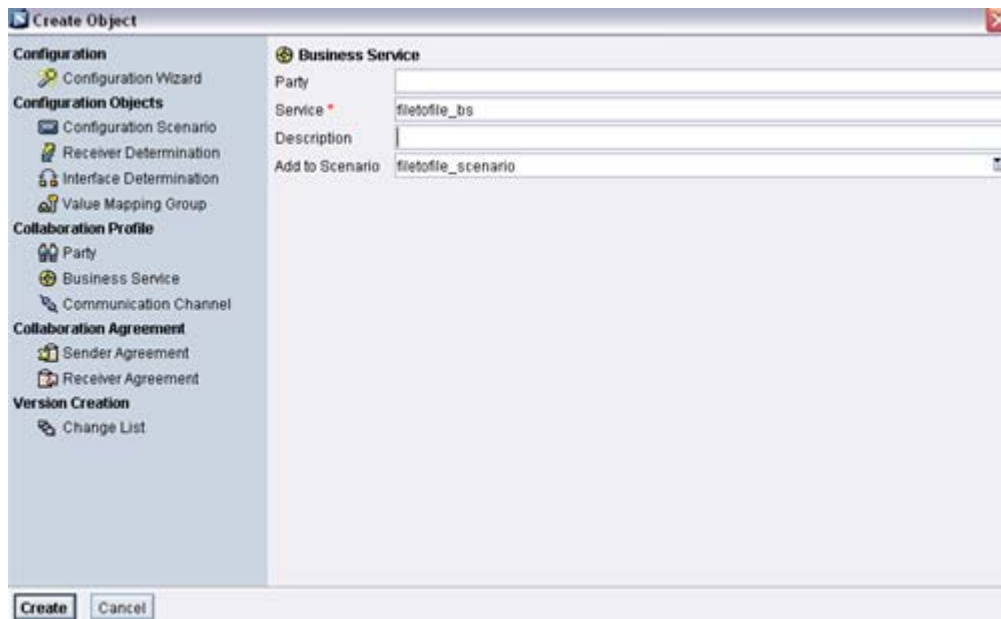 Create Object
Configuration
Configuration Wizard
Configuration Objects
Configuration Scenario
Receiver Determination
Interface Determination
Value Mapping Group
Collaboration Profile
Party
Business Service
Communication Channel
Collaboration Agreement
Sender Agreement
Receiver Agreement
Version Creation
Change List
Business Service
Party
Service * filetofile_bs
Description
Add to Scenario filetofile_scenario
Create Cancel